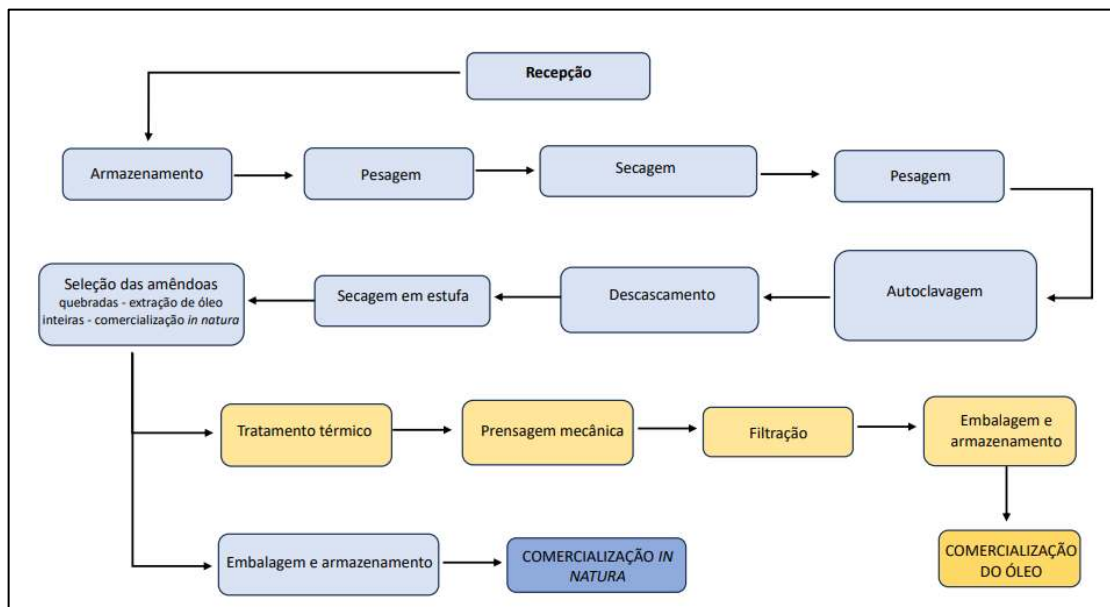 Recepção
Armazenamento
Pesagem
Secagem
Pesagem
Autoclavagem
Descascamento
Secagem em estufa
Seleção das amêndoas
quebradas - extração de óleo
inteiras - comercialização in natura
Tratamento térmico
Prensagem mecânica
Filtração
Embalagem e
armazenamento
COMERCIALIZAÇÃO
DO ÓLEO
Embalagem e armazenamento
COMERCIALIZAÇÃO IN
NATURA